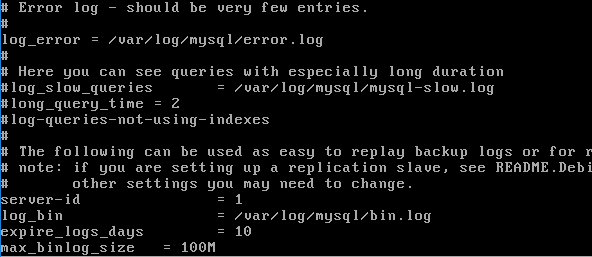 # Error log - should be very few entries.
#
log_error = /var/log/mysql/error.log
#
# Here you can see queries with especially long duration
#log_slow_queries       = /var/log/mysql/mysql-slow.log
#long_query_time = 2
#log-queries-not-using-indexes
#
# The following can be used as easy to replay backup logs or for r
# note: if you are setting up a replication slave, see README.Debi
#       other settings you may need to change.
server-id               = 1
log_bin                 = /var/log/mysql/bin.log
expire_logs_days        = 10
max_binlog_size   = 100M